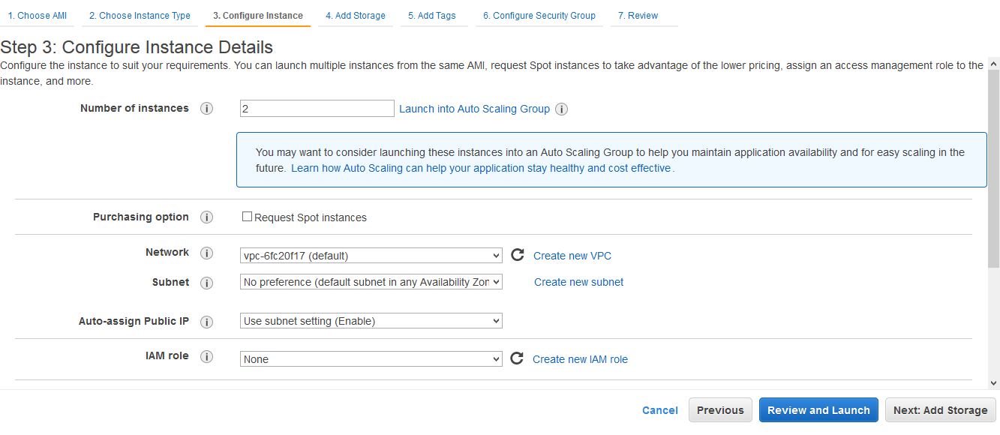 1. Choose AMI 2. Choose Instance Type 3. Configure Instance 4. Add Storage 5. Add Tags 6. Configure Security Group 7. Review
Step 3: Configure Instance Details
Configure the instance to suit your requirements. You can launch multiple instances from the same AMI, request Spot instances to take advantage of the lower pricing, assign an access management role to the
instance, and more.
Number of instances i 2 Launch into Auto Scaling Group i
You may want to consider launching these instances into an Auto Scaling Group to help you maintain application availability and for easy scaling in the
future. Learn how Auto Scaling can help your application stay healthy and cost effective.
Purchasing option i Request Spot instances
Network i vpc-6fc20f17 (default) Create new VPC
Subnet i No preference (default subnet in any Availability Zon Create new subnet
Auto-assign Public IP i Use subnet setting (Enable)
IAM role i None Create new IAM role
Cancel Previous Review and Launch Next: Add Storage